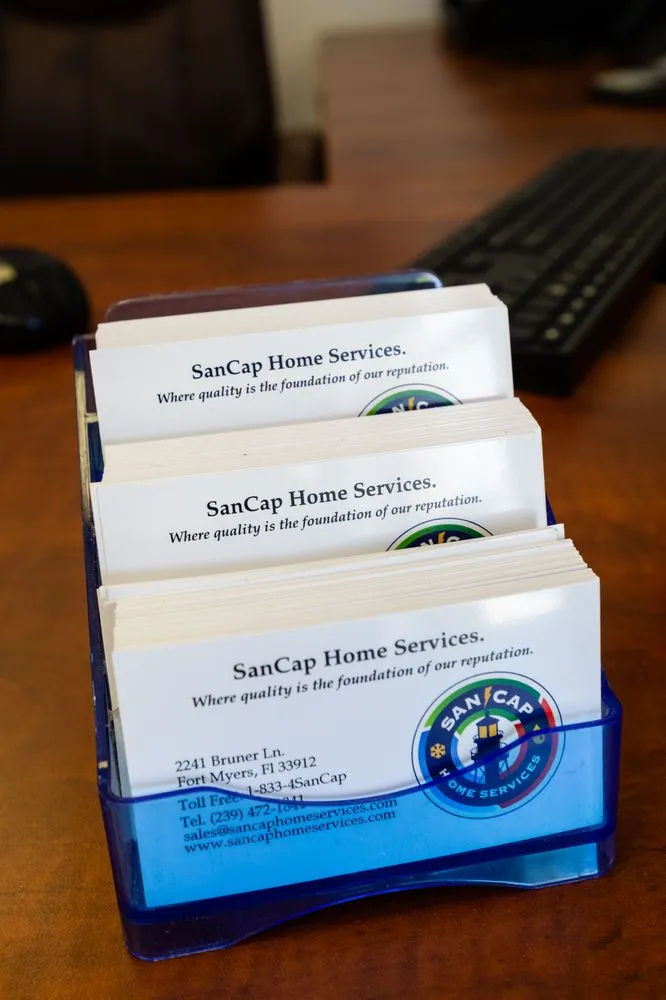 SanCap Home Services.
Where quality is the foundation of our reputation.
SanCap Home Services.
Where quality is the foundation of our reputation.
SanCap Home Services.
Where quality is the foundation of our reputation.
SAN CAP
HOME SERVICES
2241 Bruner Ln.
Fort Myers, Fl 33912
Toll Free. 1-833-4SanCap
Tel. (239) 472-1841
sales@sancaphomeservices.com
www.sancaphomeservices.com